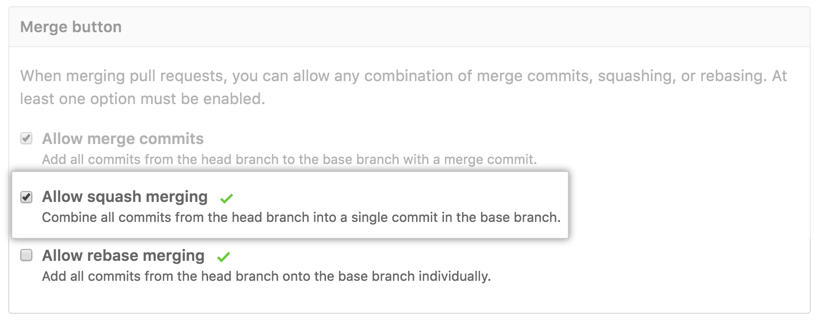 Merge button
When merging pull requests, you can allow any combination of merge commits, squashing, or rebasing. At
least one option must be enabled.
Allow merge commits
Add all commits from the head branch to the base branch with a merge commit.
Allow squash merging
Combine all commits from the head branch into a single commit in the base branch.
Allow rebase merging
Add all commits from the head branch onto the base branch individually.